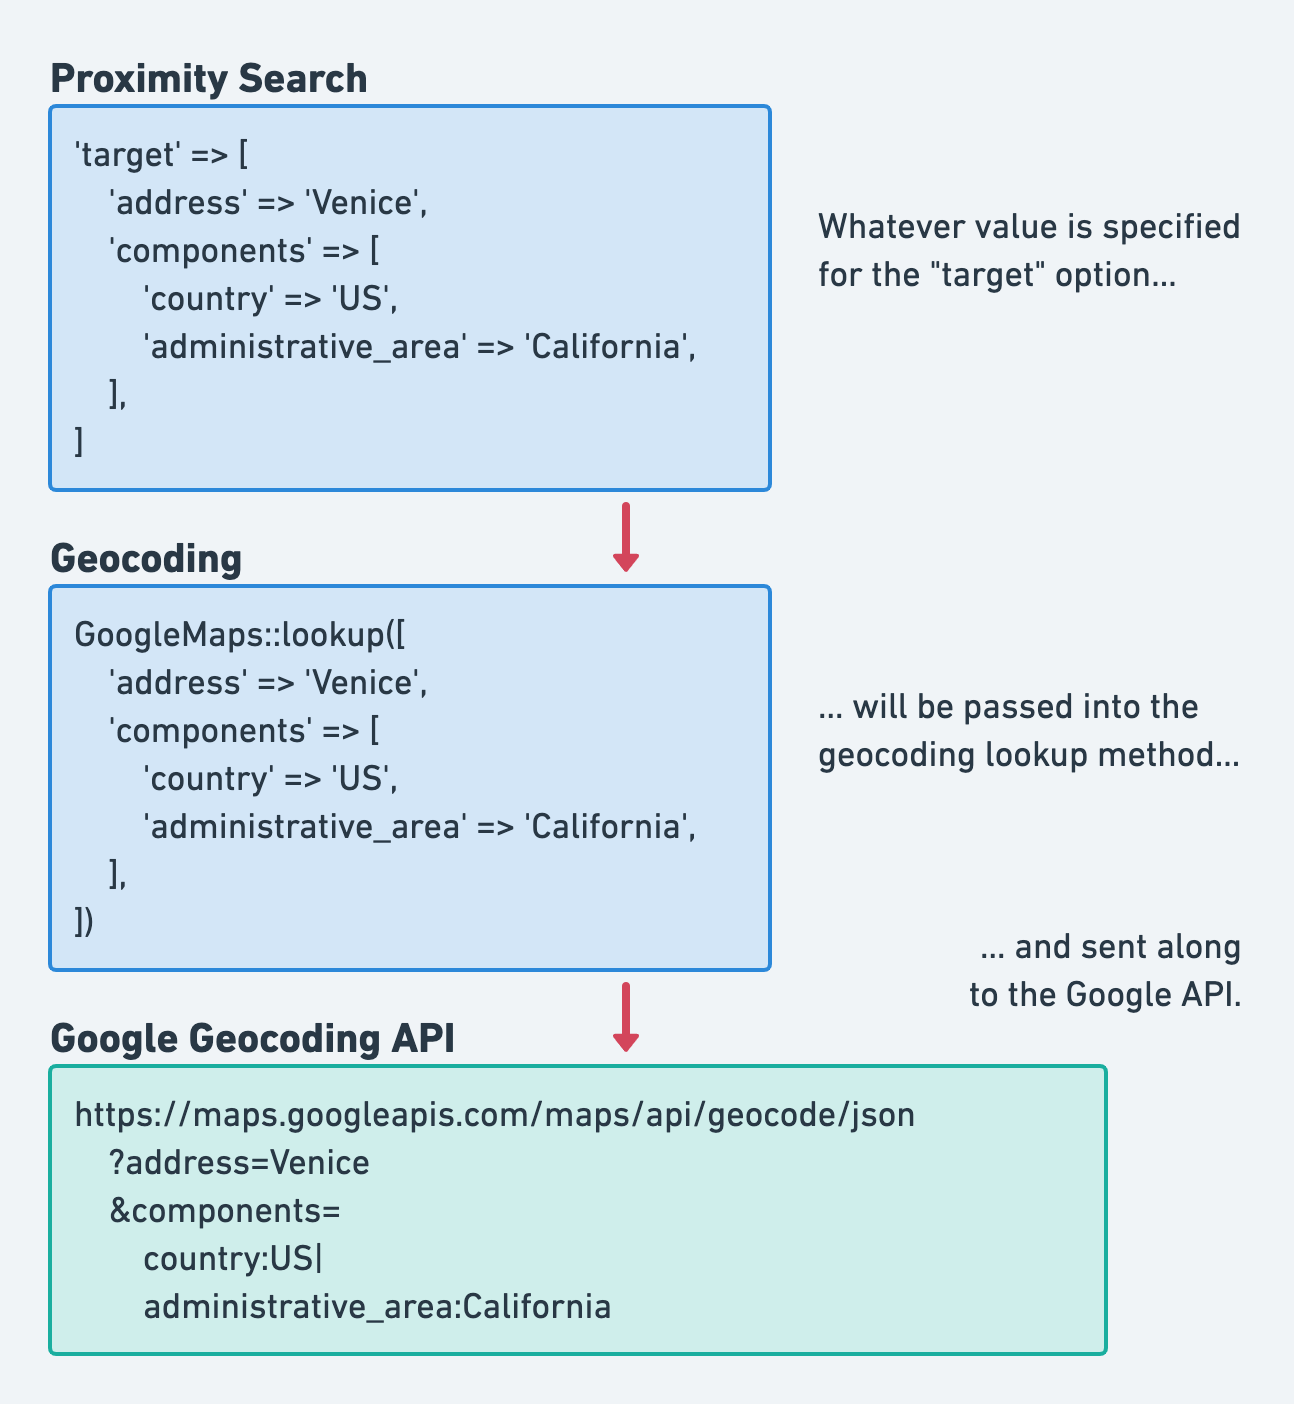 Proximity Search
'target' => [
'address' => 'Venice',
'components' => [
'country' => 'US',
'administrative_area' => 'California',
],
]
Whatever value is specified
for the "target" option...
Geocoding
GoogleMaps::lookup([
'address' => 'Venice',
'components' => [
'country' => 'US',
'administrative_area' => 'California',
],
])
... will be passed into the
geocoding lookup method...
... and sent along
to the Google API.
Google Geocoding API
https://maps.googleapis.com/maps/api/geocode/json
?address=Venice
&components=
country:US|
administrative_area:California